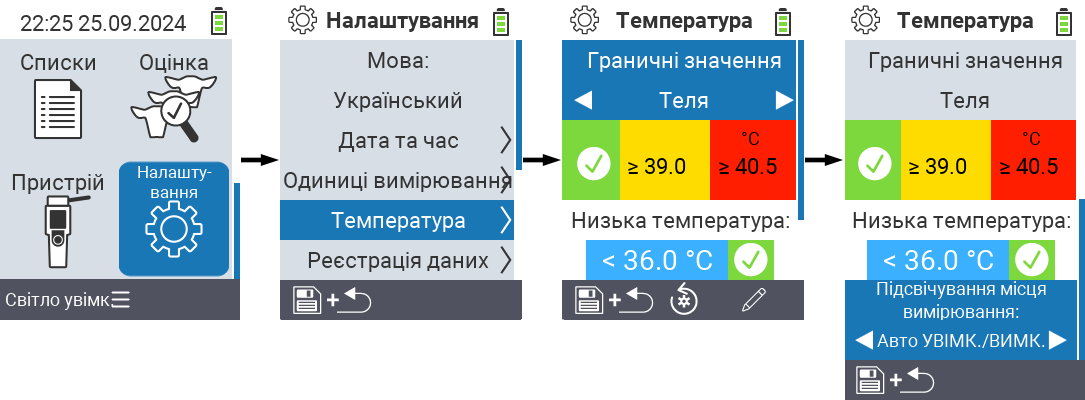 22:25 25.09.2024
Списки
Оцінка
Пристрій
Налашту-
вання
Світло увімк
Налаштування
Мова:
Український
Дата та час
Одиниці вимірювання
Температура
Реєстрація даних
+
Температура
Граничні значення
Теля
°C
≥ 39.0
≥ 40.5
Низька температура:
< 36.0 °C
+
Температура
Граничні значення
Теля
°C
≥ 39.0
≥ 40.5
Низька температура:
< 36.0 °C
Підсвічування місця
вимірювання:
Авто УВІМК./ВИМК.
+